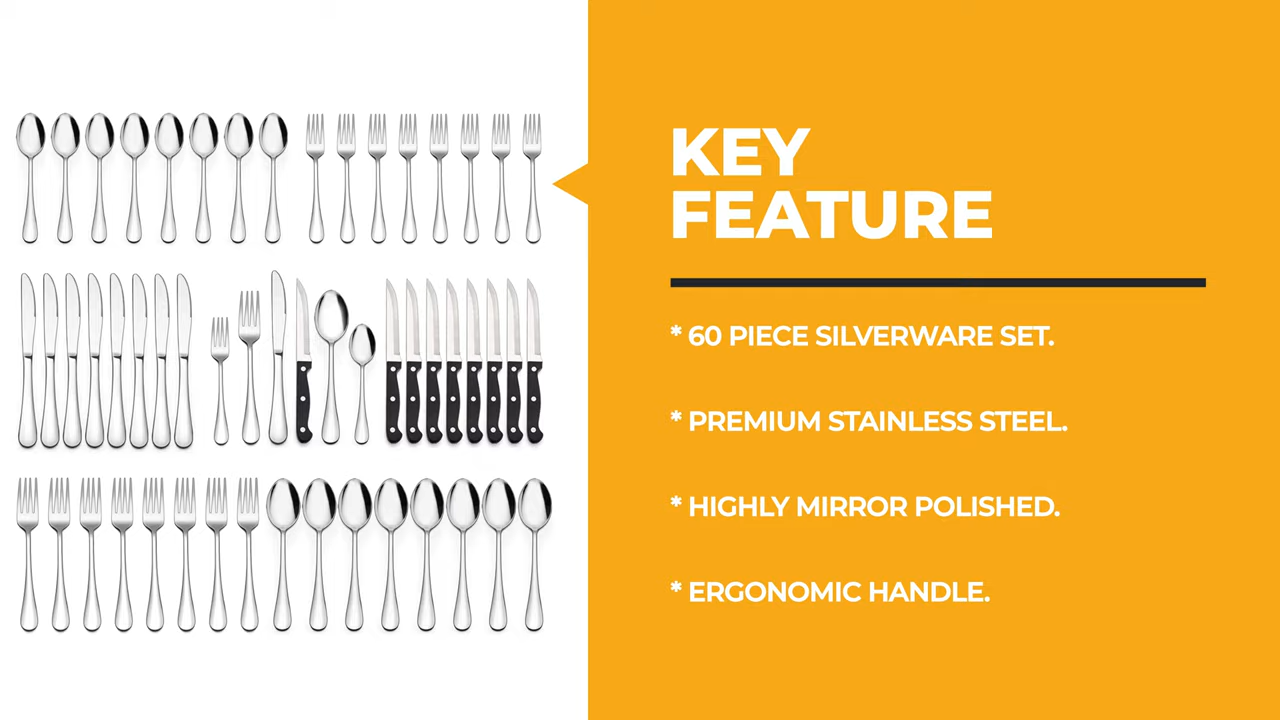 KEY
FEATURE
* 60 PIECE SILVERWARE SET.
* PREMIUM STAINLESS STEEL.
* HIGHLY MIRROR POLISHED.
* ERGONOMIC HANDLE.